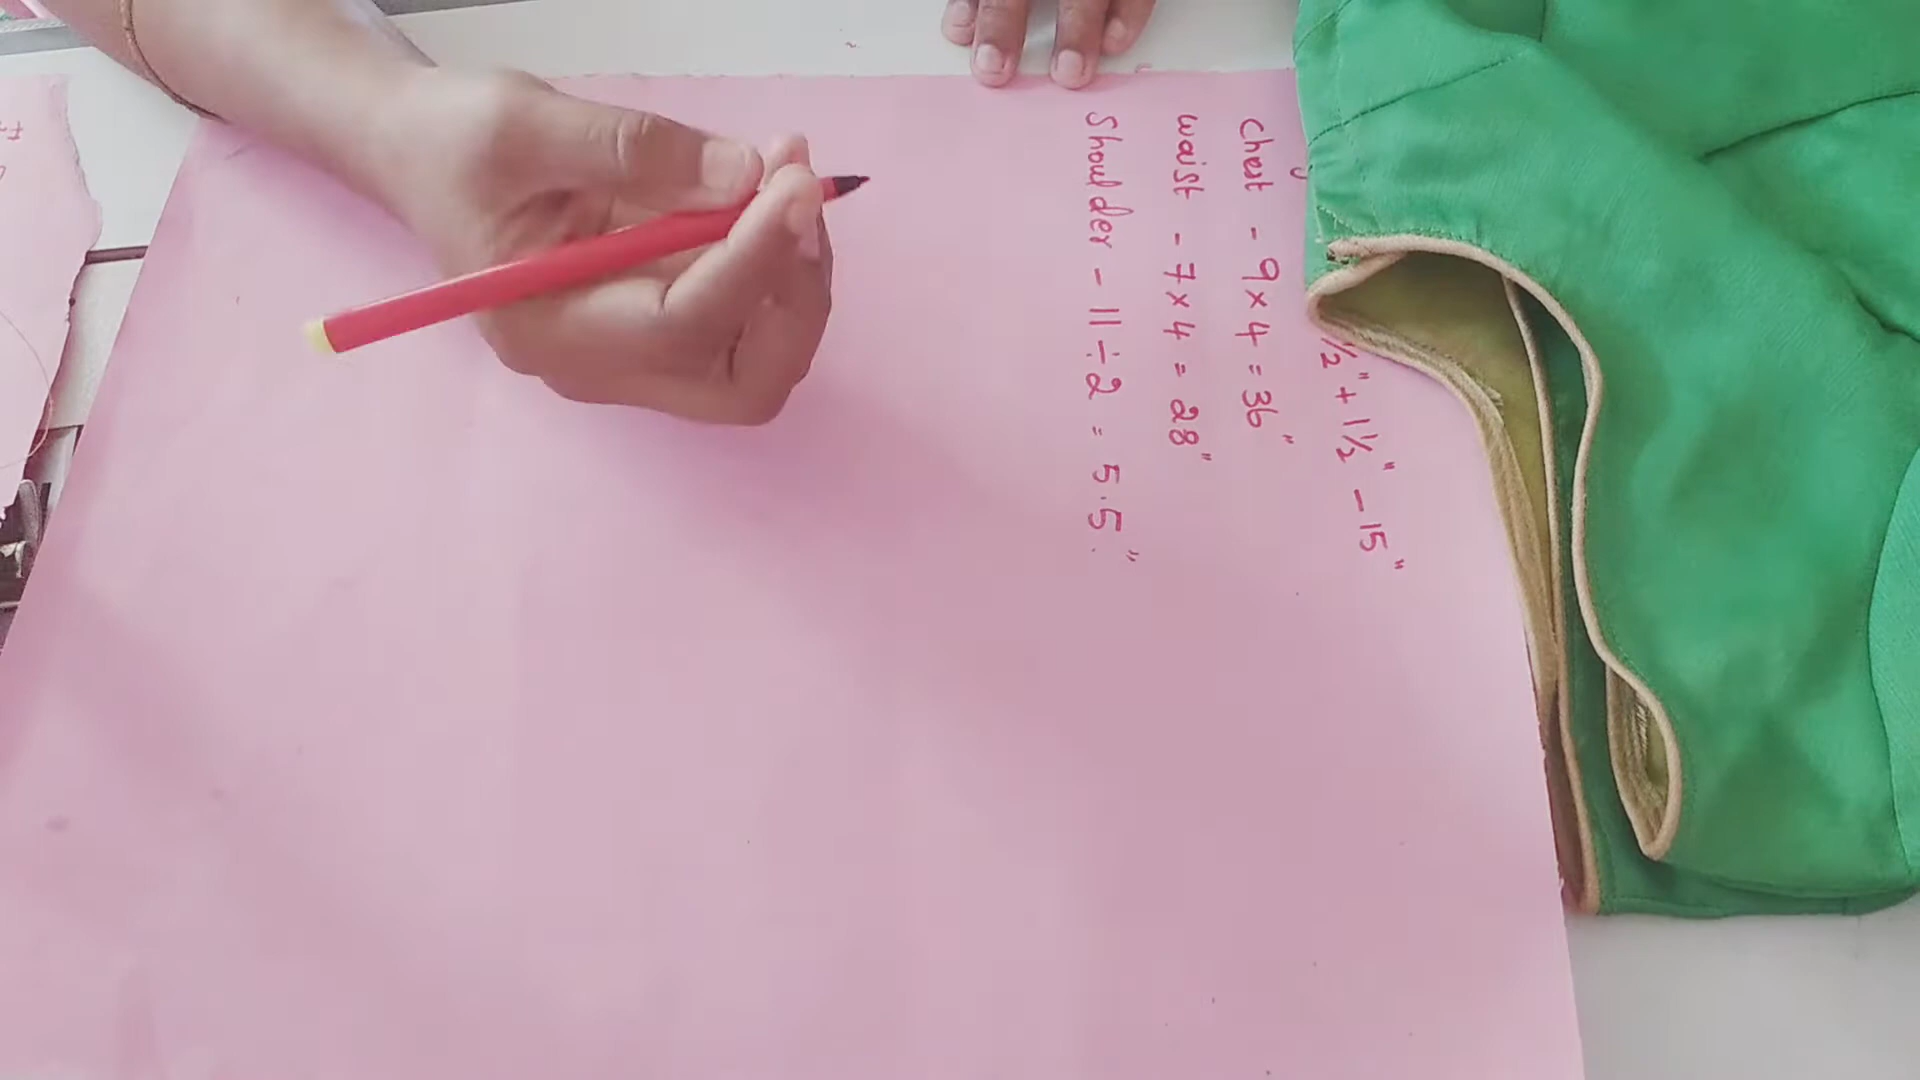 ½" + 1½" - 15"
Chest - 9 × 4 = 36"
Waist - 7 × 4 = 28"
Shoulder - 11 ÷ 2 = 5.5."